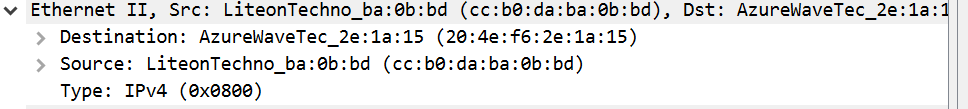 Ethernet II, Src: LiteonTechno_ba:0b:bd (cc:b0:da:ba:0b:bd), Dst: AzureWaveTec_2e:1a:1
Destination: AzureWaveTec_2e:1a:15 (20:4e:f6:2e:1a:15)
Source: LiteonTechno_ba:0b:bd (cc:b0:da:ba:0b:bd)
Type: IPv4 (0x0800)